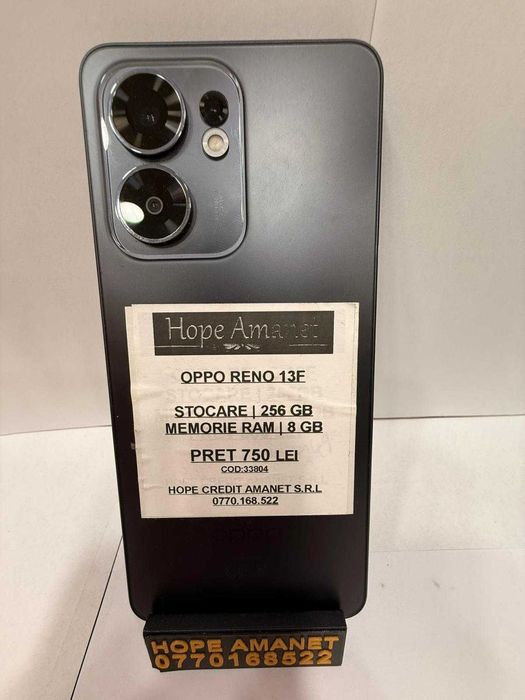 Hope Amanet
OPPO RENO 13F
STOCARE | 256 GB
MEMORIE RAM | 8 GB
PRET 750 LEI
COD:33804
HOPE CREDIT AMANET S.R.L
0770.168.522
oppo
HOPE AMANET
0770168522